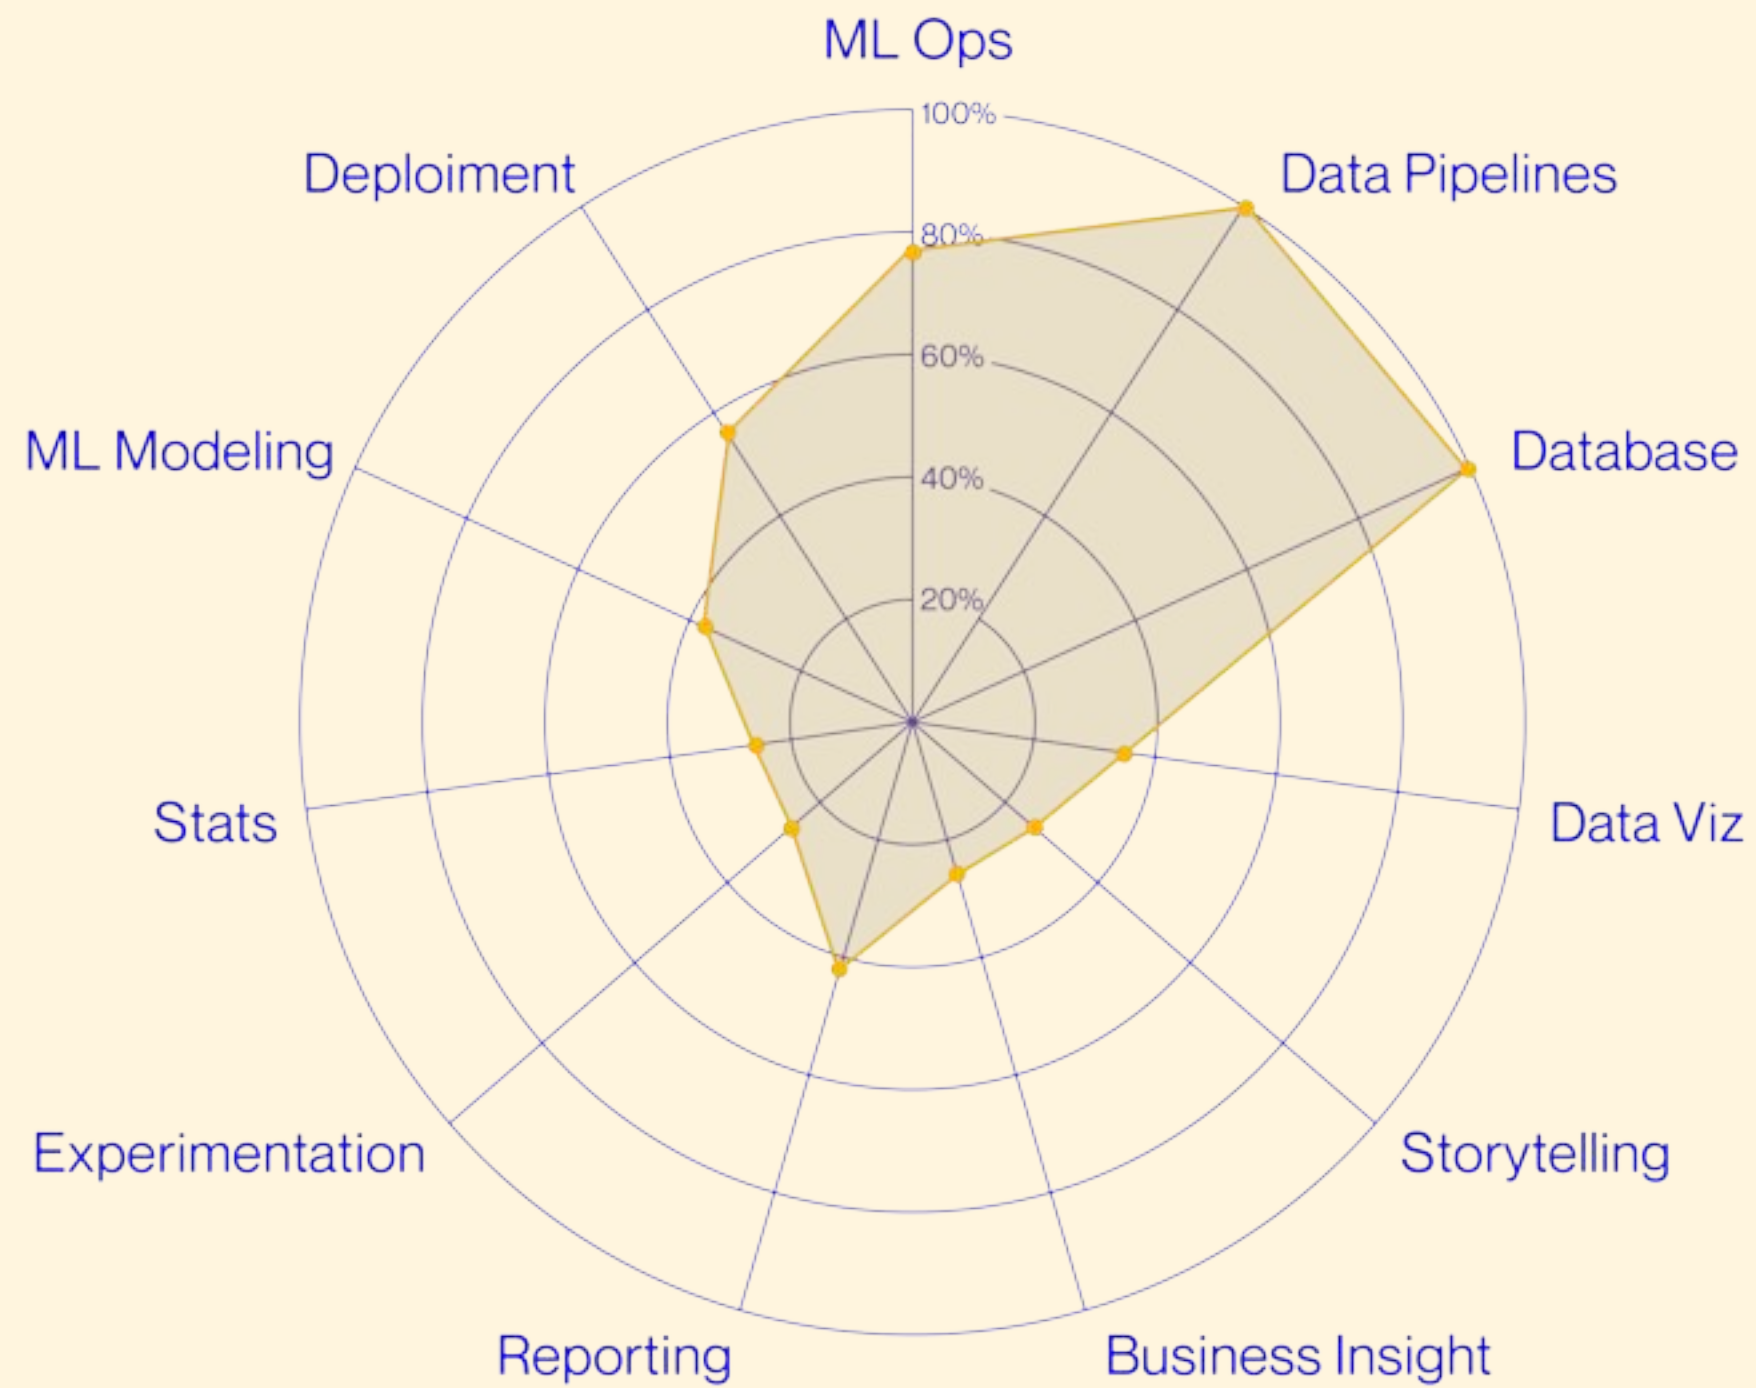 ML Ops
100%
Deploiment
Data Pipelines
80%
60%
ML Modeling
Database
40%
20%
Stats
Data Viz
Experimentation
Storytelling
Reporting
Business Insight